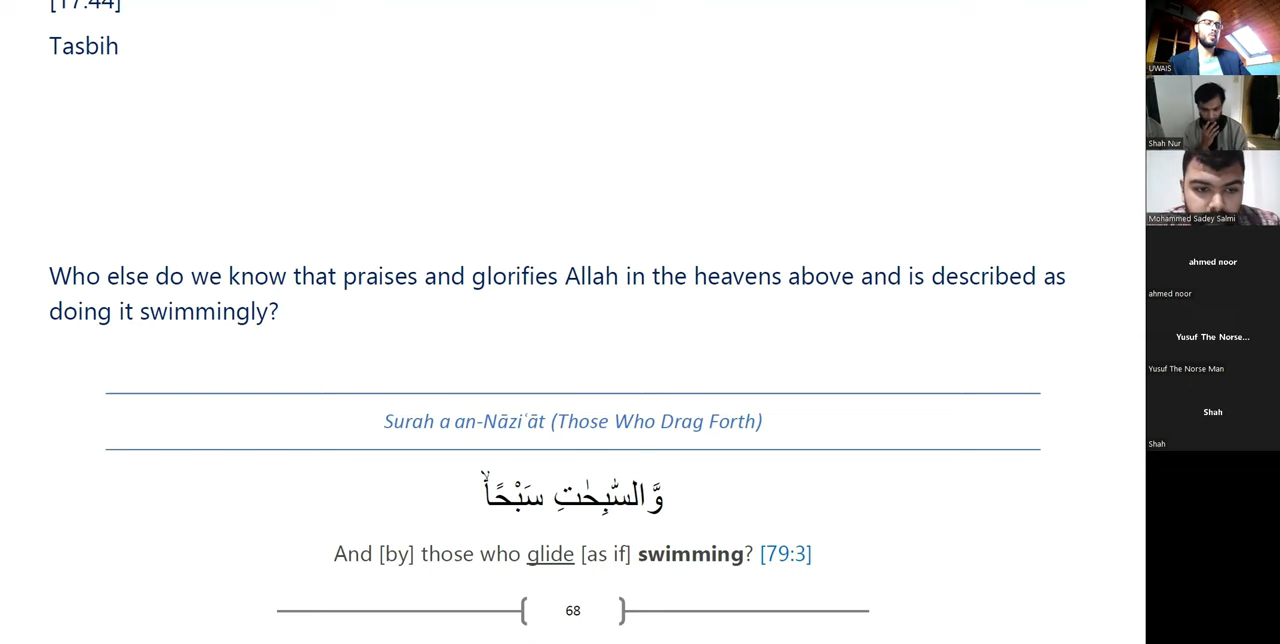 [17:44]
Tasbih
Who else do we know that praises and glorifies Allah in the heavens above and is described as
doing it swimmingly?
Surah a an-Nāziʿāt (Those Who Drag Forth)
وَّالسّٰبِحٰتِ سَبْحًاۙ
And [by] those who glide [as if] swimming? [79:3]
68
UWAIS
Shah Nur
Mohammed Sadey Salmi
ahmed noor
ahmed noor
Yusuf The Norse...
Yusuf The Norse Man
Shah
Shah